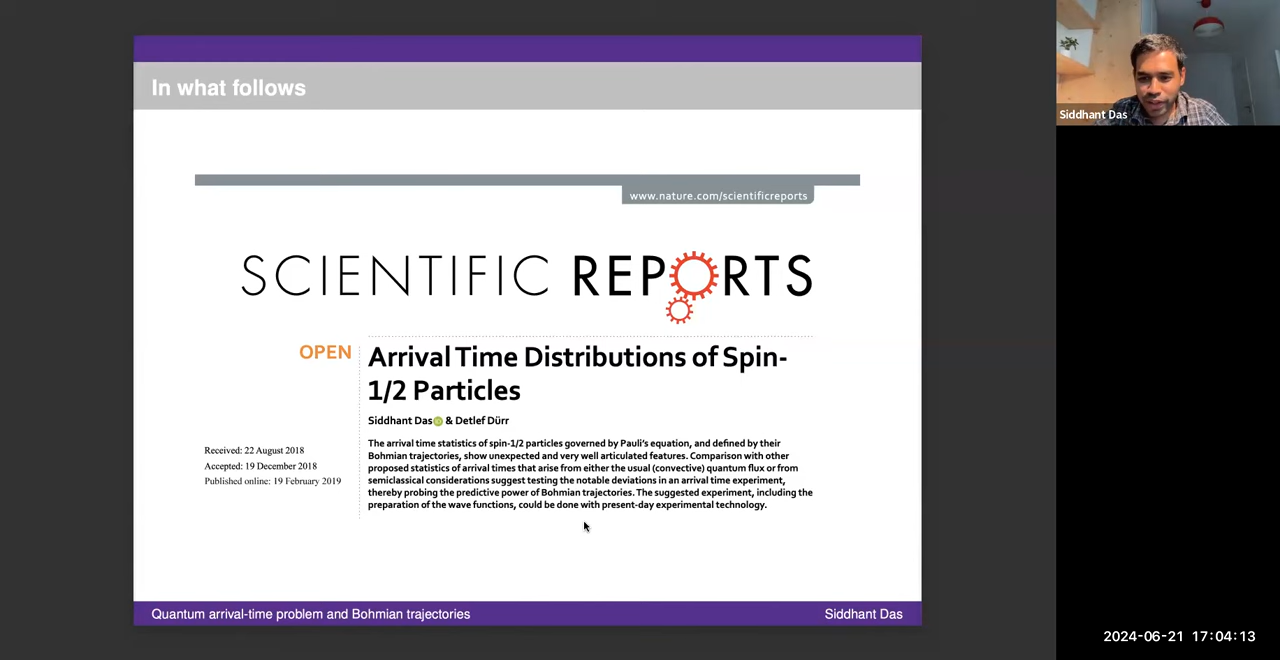 In what follows
www.nature.com/scientificreports
SCIENTIFIC REPORTS
OPEN
Arrival Time Distributions of Spin-
1/2 Particles
Siddhant Das & Detlef Dürr
Received: 22 August 2018
Accepted: 19 December 2018
Published online: 19 February 2019
The arrival time statistics of spin-1/2 particles governed by Pauli's equation, and defined by their
Bohmian trajectories, show unexpected and very well articulated features. Comparison with other
proposed statistics of arrival times that arise from either the usual (convective) quantum flux or from
semiclassical considerations suggest testing the notable deviations in an arrival time experiment,
thereby probing the predictive power of Bohmian trajectories. The suggested experiment, including the
preparation of the wave functions, could be done with present-day experimental technology.
Quantum arrival-time problem and Bohmian trajectories
Siddhant Das
Siddhant Das
2024-06-21 17:04:13